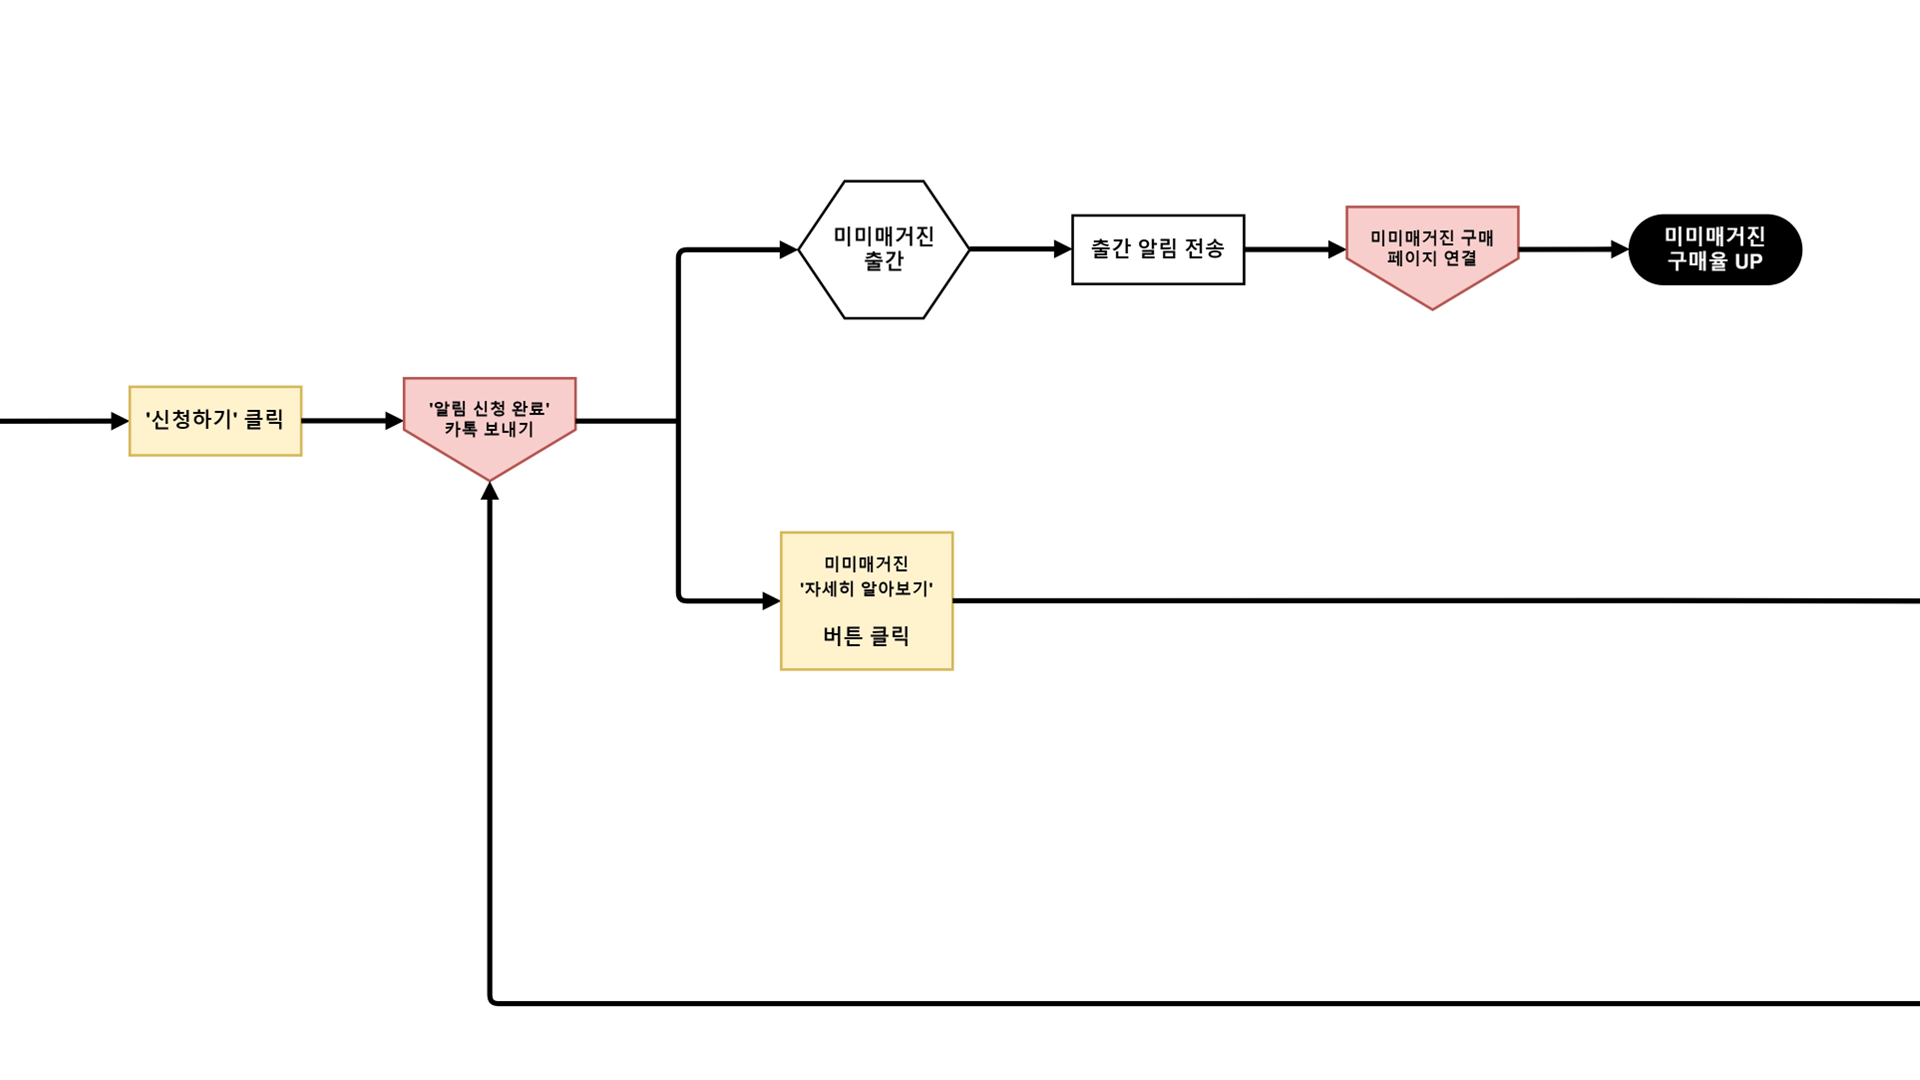 '신청하기' 클릭
'알림 신청 완료'
카톡 보내기
미미매거진
출간
출간 알림 전송
미미매거진 구매
페이지 연결
미미매거진
구매율 UP
미미매거진
'자세히 알아보기'
버튼 클릭